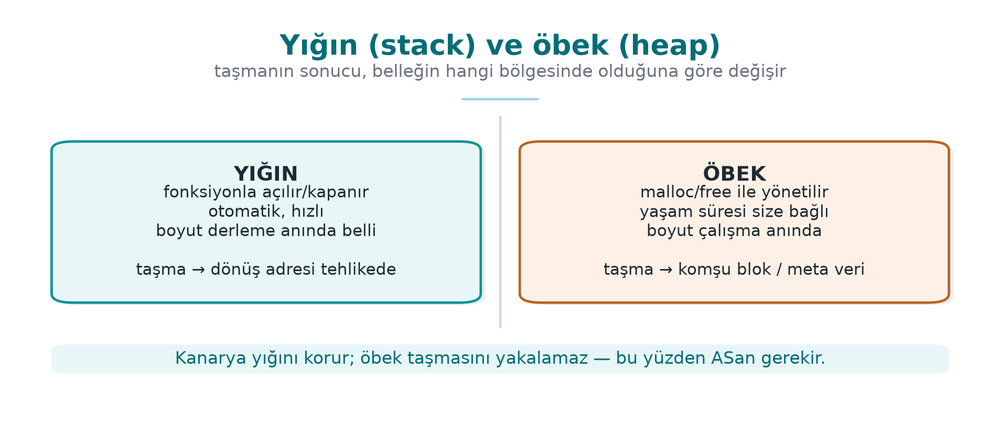 Yığın (stack) ve öbek (heap)
taşmanın sonucu, belleğin hangi bölgesinde olduğuna göre değişir
YIĞIN
fonksiyonla açılır/kapanır
otomatik, hızlı
boyut derleme anında belli
taşma → dönüş adresi tehlikede
ÖBEK
malloc/free ile yönetilir
yaşam süresi size bağlı
boyut çalışma anında
taşma → komşu blok / meta veri
Kanarya yığını korur; öbek taşmasını yakalamaz — bu yüzden ASan gerekir.